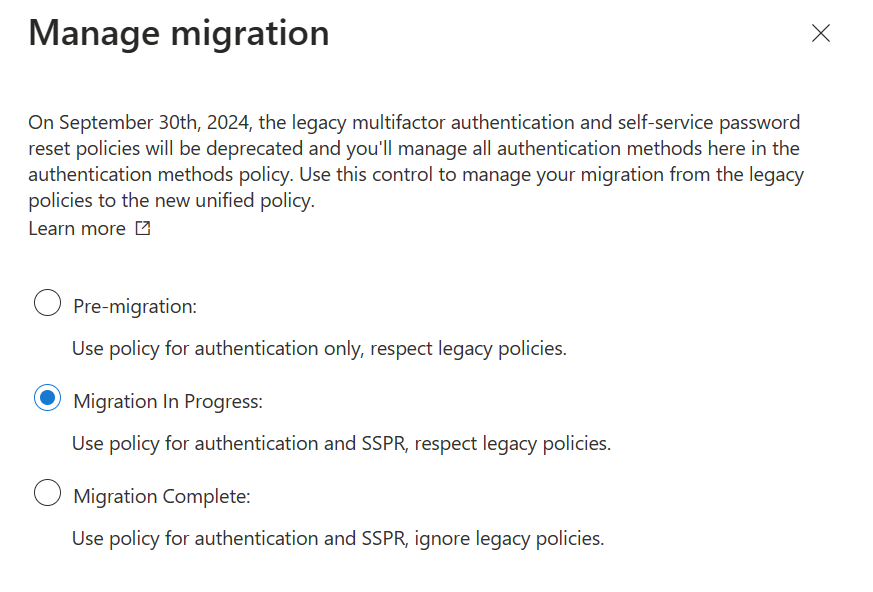 Manage migration
On September 30th, 2024, the legacy multifactor authentication and self-service password
reset policies will be deprecated and you'll manage all authentication methods here in the
authentication methods policy. Use this control to manage your migration from the legacy
policies to the new unified policy.
Learn more
Pre-migration:
Use policy for authentication only, respect legacy policies.
Migration In Progress:
Use policy for authentication and SSPR, respect legacy policies.
Migration Complete:
Use policy for authentication and SSPR, ignore legacy policies.